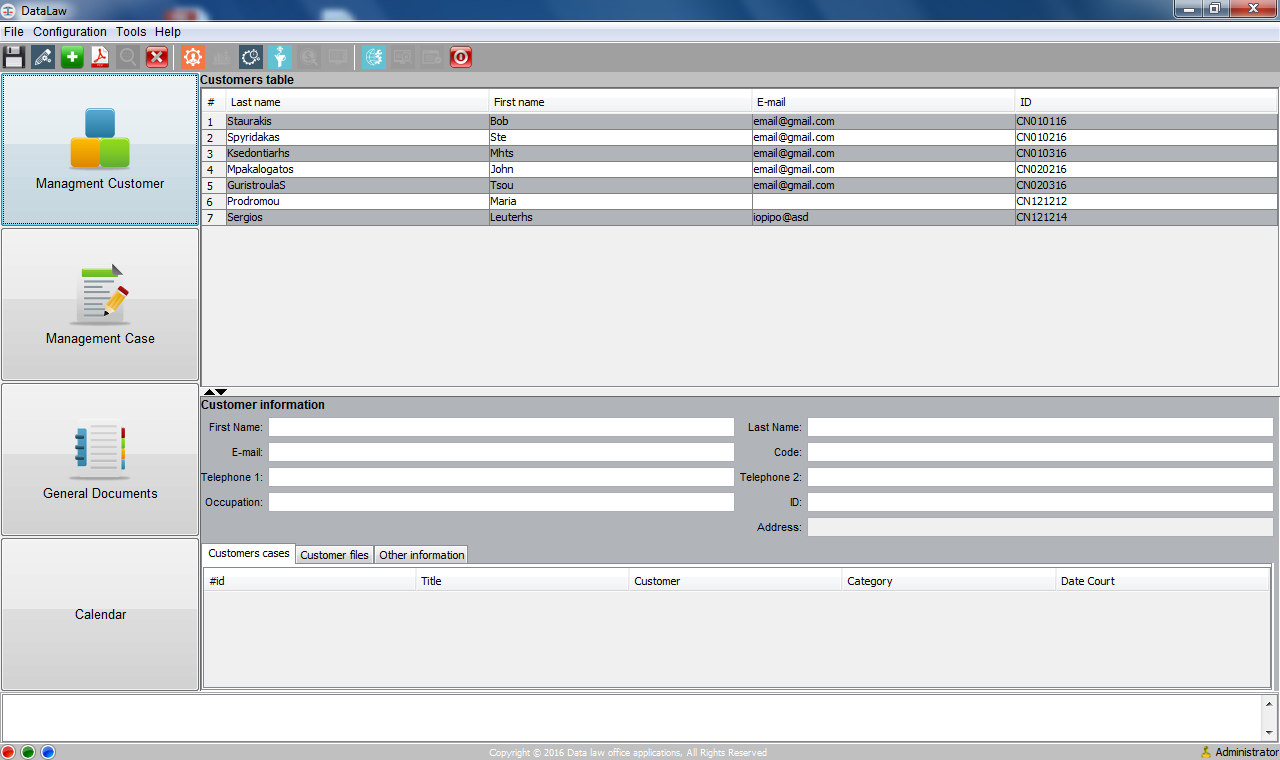 DataLaw
File Configuration Tools Help
Customers table
# Last name First name E-mail ID
1 Staurakis Bob email@gmail.com CN010116
2 Spyridakas Ste email@gmail.com CN010216
3 Ksedontiarhs Mhts email@gmail.com CN010316
4 Mpakalogatos John email@gmail.com CN020216
5 GuristroulaS Tsou email@gmail.com CN020316
6 Prodromou Maria CN121212
7 Sergios Leuterhs iopipo@asd CN121214
Managment Customer
Management Case
General Documents
Calendar
Customer information
First Name: Last Name:
E-mail: Code:
Telephone 1: Telephone 2:
Occupation: ID:
Address:
Customers cases Customer files Other information
#id Title Customer Category Date Court
Copyright © 2016 Data law office applications, All Rights Reserved
Administrator